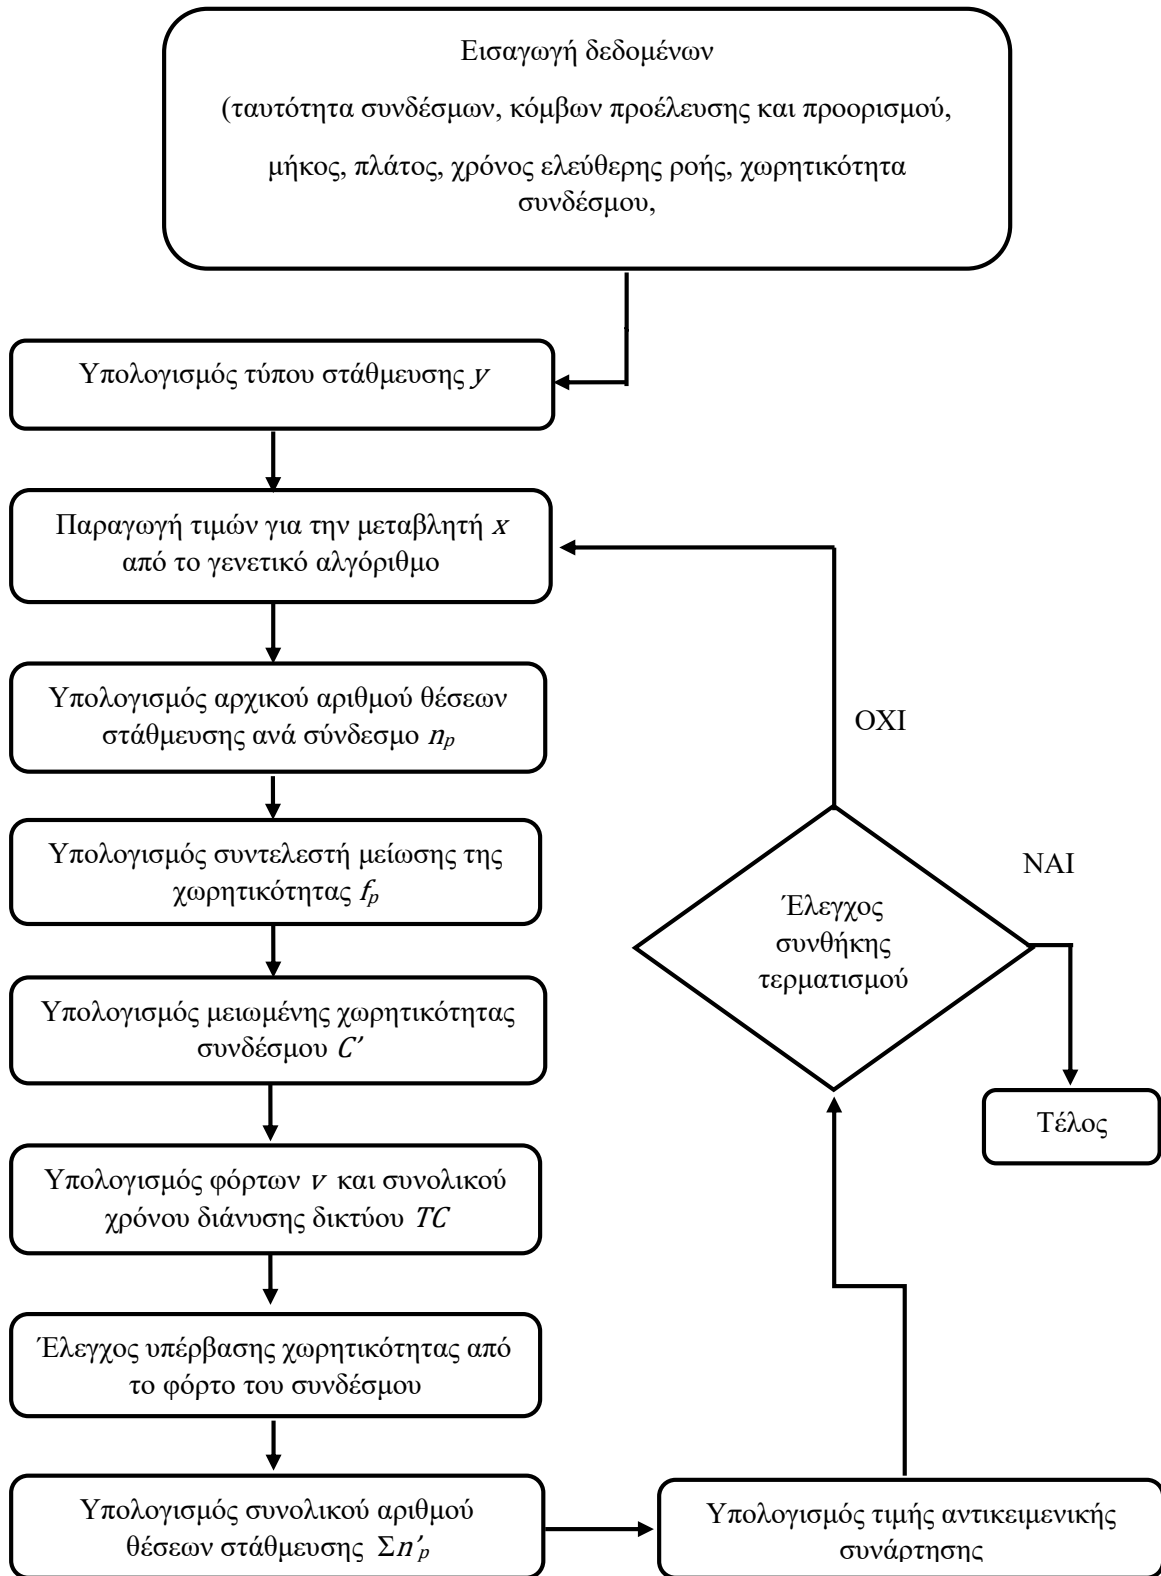 Εισαγωγή δεδομένων
(ταυτότητα συνδέσμων, κόμβων προέλευσης και προορισμού,
μήκος, πλάτος, χρόνος ελεύθερης ροής, χωρητικότητα
συνδέσμου,
Υπολογισμός τύπου στάθμευσης y
Παραγωγή τιμών για την μεταβλητή x
από το γενετικό αλγόριθμο
Υπολογισμός αρχικού αριθμού θέσεων
στάθμευσης ανά σύνδεσμο nₚ
Υπολογισμός συντελεστή μείωσης της
χωρητικότητας fₚ
Υπολογισμός μειωμένης χωρητικότητας
συνδέσμου C’
Υπολογισμός φόρτων v και συνολικού
χρόνου διάνυσης δικτύου TC
Έλεγχος υπέρβασης χωρητικότητας από
το φόρτο του συνδέσμου
Υπολογισμός συνολικού αριθμού
θέσεων στάθμευσης Σn’ₚ
Υπολογισμός τιμής αντικειμενικής
συνάρτησης
Έλεγχος
συνθήκης
τερματισμού
ΟΧΙ
ΝΑΙ
Τέλος